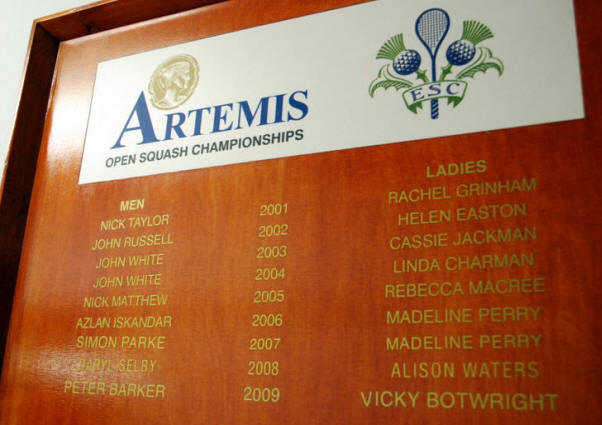 ARTEMIS
OPEN SQUASH CHAMPIONSHIPS
ESC
MEN LADIES
NICK TAYLOR 2001 RACHEL GRINHAM
JOHN RUSSELL 2002 HELEN EASTON
JOHN WHITE 2003 CASSIE JACKMAN
JOHN WHITE 2004 LINDA CHARMAN
NICK MATTHEW 2005 REBECCA MACREE
AZLAN ISKANDAR 2006 MADELINE PERRY
SIMON PARKE 2007 MADELINE PERRY
DARYL SELBY 2008 ALISON WATERS
PETER BARKER 2009 VICKY BOTWRIGHT